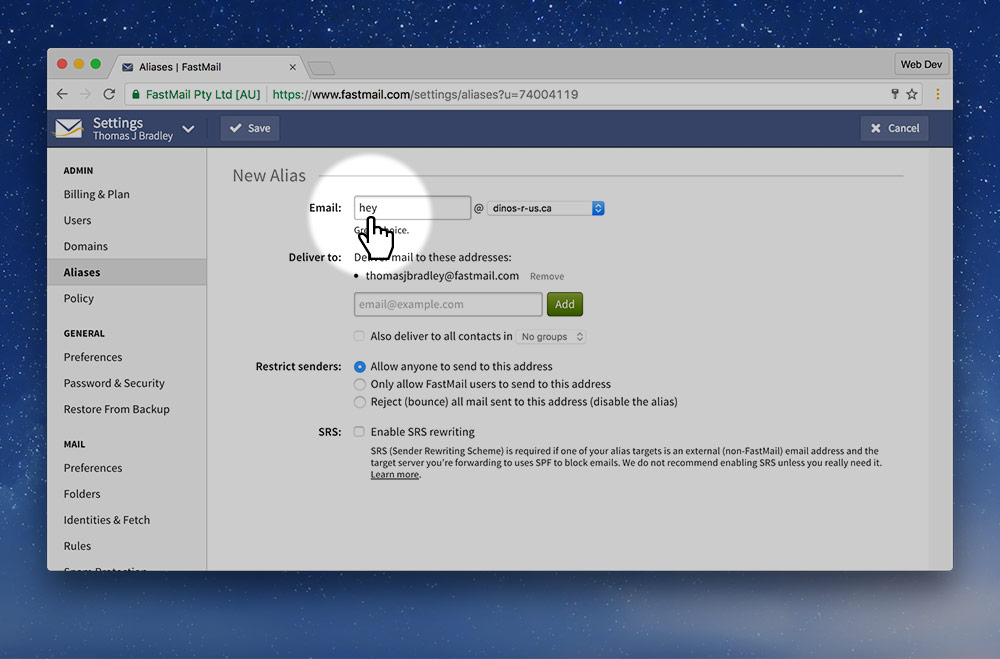 Aliases | FastMail
Web Dev
FastMail Pty Ltd [AU] https://www.fastmail.com/settings/aliases?u=74004119
Settings
Thomas J Bradley
Save
Cancel
ADMIN
Billing & Plan
Users
Domains
Aliases
Policy
GENERAL
Preferences
Password & Security
Restore From Backup
MAIL
Preferences
Folders
Identities & Fetch
Rules
New Alias
Email: hey @ dinos-r-us.ca
Deliver to: mail to these addresses:
• thomasjbradley@fastmail.com Remove
email@example.com Add
Also deliver to all contacts in No groups
Restrict senders: Allow anyone to send to this address
Only allow FastMail users to send to this address
Reject (bounce) all mail sent to this address (disable the alias)
SRS: Enable SRS rewriting
SRS (Sender Rewriting Scheme) is required if one of your alias targets is an external (non-FastMail) email address and the
target server you're forwarding to uses SPF to block emails. We do not recommend enabling SRS unless you really need it.
Learn more.